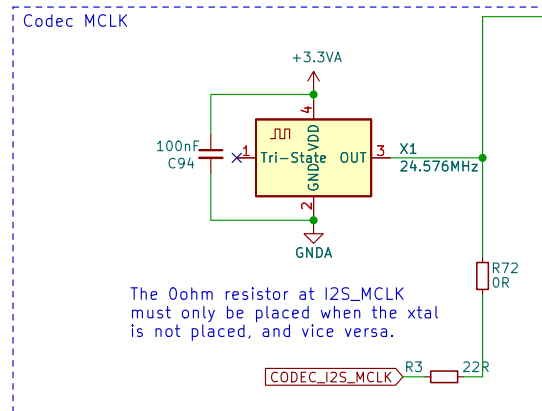 Codec MCLK
+3.3VA
4
100nF
C94
1
Tri-State
VDD
GND
OUT
3
X1
24.576MHz
2
GNDA
R72
0R
The 0ohm resistor at I2S_MCLK
must only be placed when the xtal
is not placed, and vice versa.
CODEC_I2S_MCLK
R3
22R